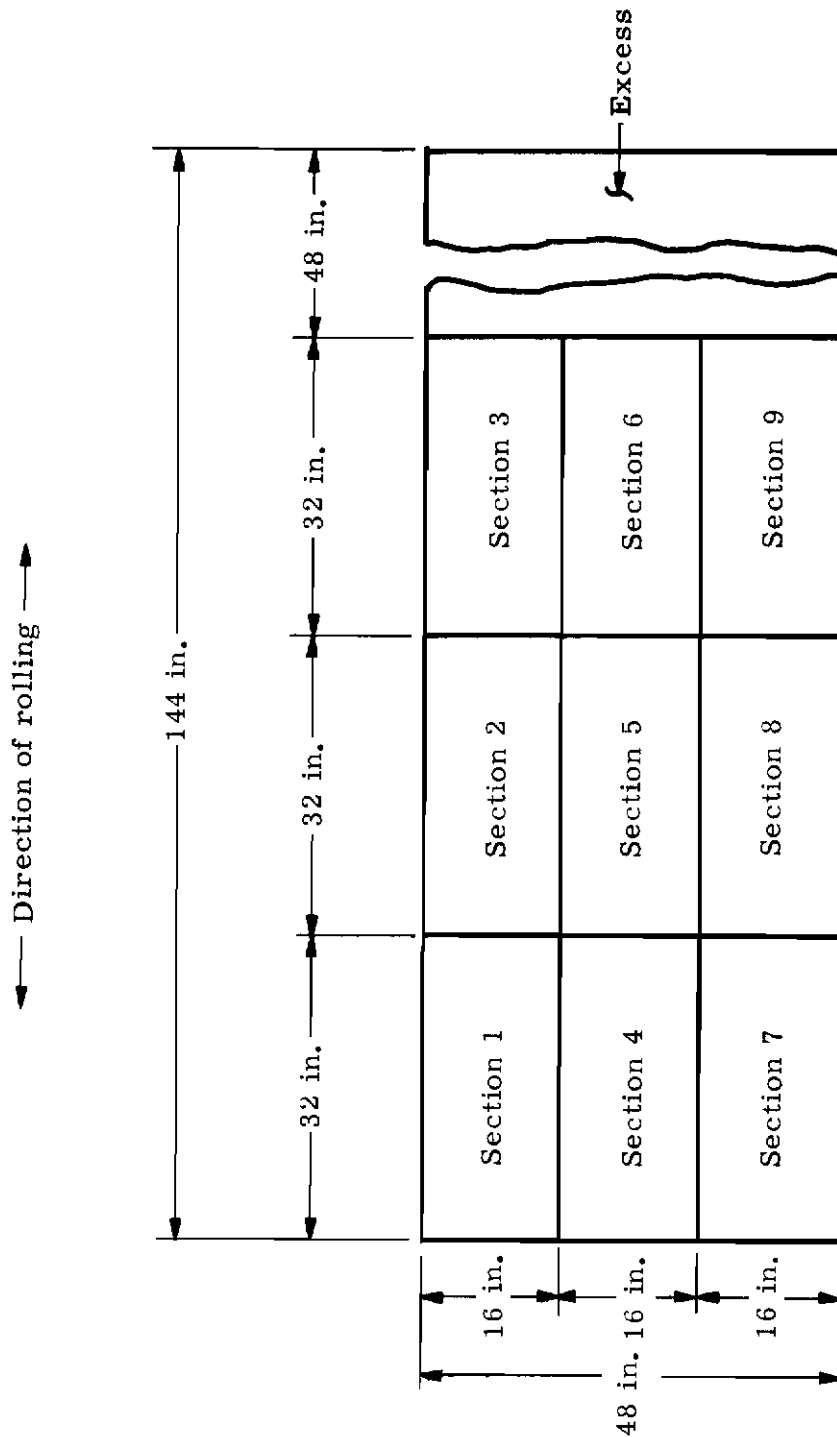 Direction of rolling
144 in.
32 in.
32 in.
32 in.
48 in.
48 in.
16 in.
16 in.
16 in.
Section 1
Section 2
Section 3
Section 4
Section 5
Section 6
Section 7
Section 8
Section 9
Excess